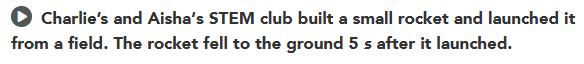 Charlie’s and Aisha’s STEM club built a small rocket and launched it
from a field. The rocket fell to the ground 5 s after it launched.